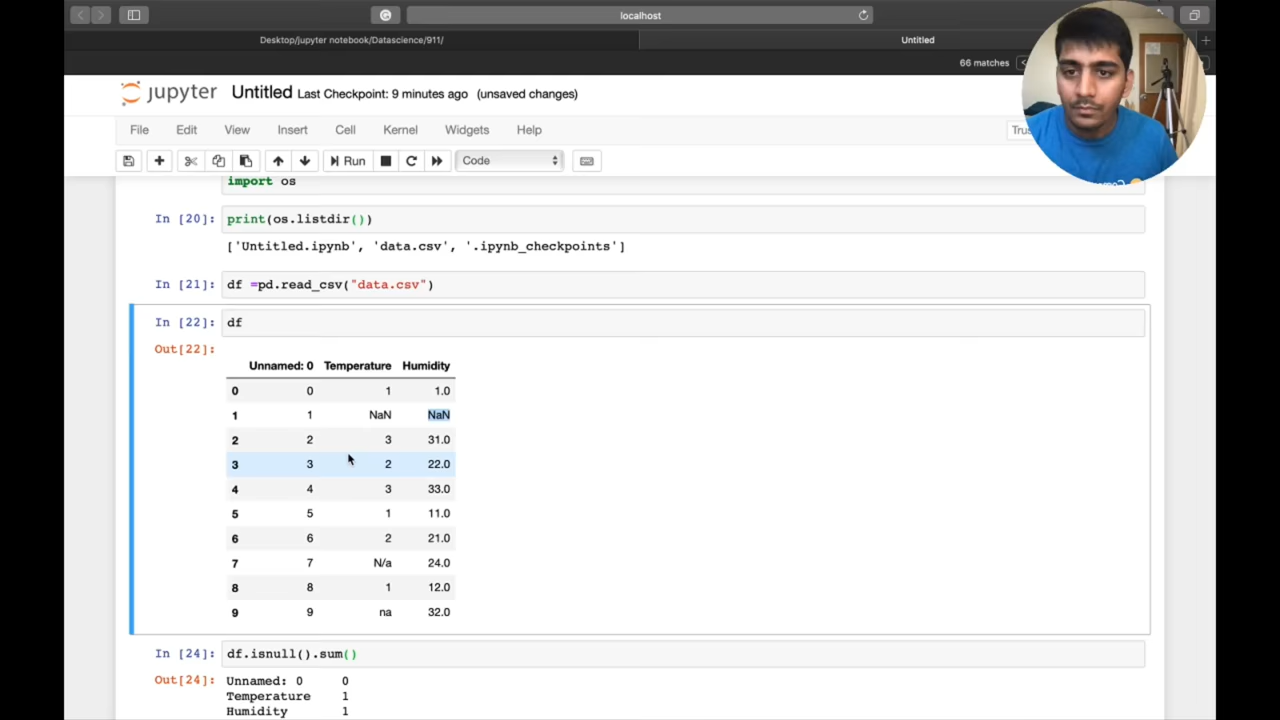 localhost
Desktop/jupyter notebook/Datascience/911/
Untitled
66 matches
jupyter Untitled Last Checkpoint: 9 minutes ago (unsaved changes)
File Edit View Insert Cell Kernel Widgets Help
Run Code
import os
In [20]: print(os.listdir())
['Untitled.ipynb', 'data.csv', '.ipynb_checkpoints']
In [21]: df =pd.read_csv("data.csv")
In [22]: df
Out[22]:
Unnamed: 0 Temperature Humidity
0 0 1 1.0
1 1 NaN NaN
2 2 3 31.0
3 3 2 22.0
4 4 3 33.0
5 5 1 11.0
6 6 2 21.0
7 7 N/a 24.0
8 8 1 12.0
9 9 na 32.0
In [24]: df.isnull().sum()
Out[24]: Unnamed: 0 0
Temperature 1
Humidity 1